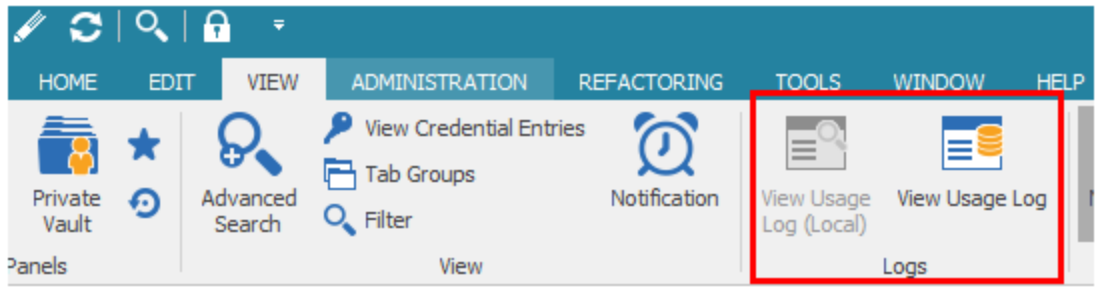 HOME EDIT VIEW ADMINISTRATION REFACTORING TOOLS WINDOW HELP
Private
Vault
Advanced
Search
View Credential Entries
Tab Groups
Filter
Notification
View Usage
Log (Local)
View Usage Log
Panels View Logs